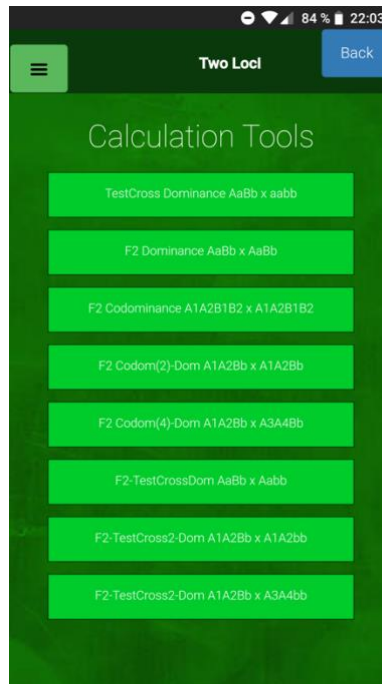 84 % 22:03
Two Loci
Back
Calculation Tools
TestCross Dominance AaBb x aabb
F2 Dominance AaBb x AaBb
F2 Codominance A1A2B1B2 x A1A2B1B2
F2 Codom(2)-Dom A1A2Bb x A1A2Bb
F2 Codom(4)-Dom A1A2Bb x A3A4Bb
F2-TestCrossDom AaBb x Aabb
F2-TestCross2-Dom A1A2Bb x A1A2bb
F2-TestCross2-Dom A1A2Bb x A3A4bb